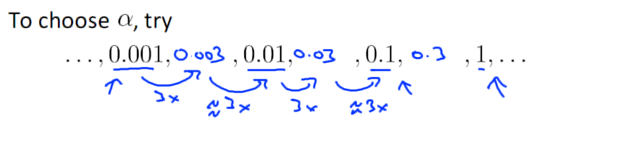 To choose α, try
..., 0.001, 0.003, 0.01, 0.03, 0.1, 0.3, 1, ...
3x ≈3x 3x ≈3x